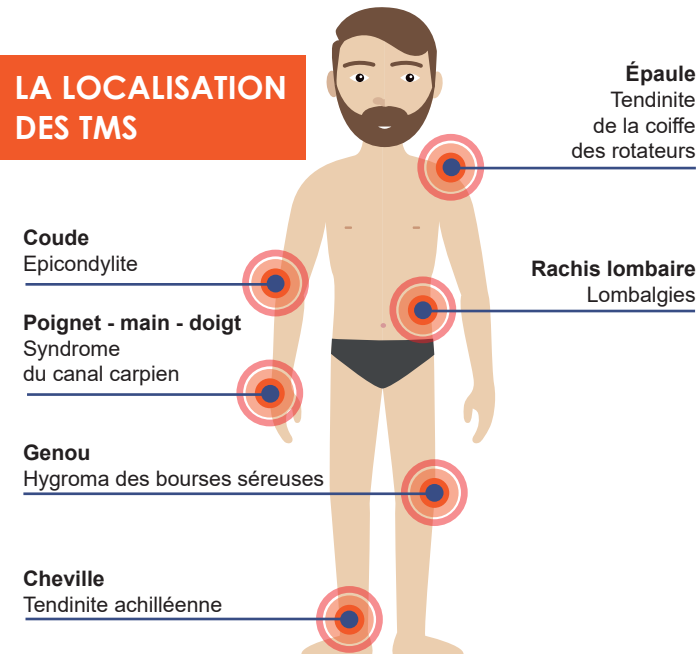 LA LOCALISATION
DES TMS
Épaule
Tendinite
de la coiffe
des rotateurs
Coude
Epicondylite
Rachis lombaire
Lombalgies
Poignet - main - doigt
Syndrome
du canal carpien
Genou
Hygroma des bourses séreuses
Cheville
Tendinite achilléenne